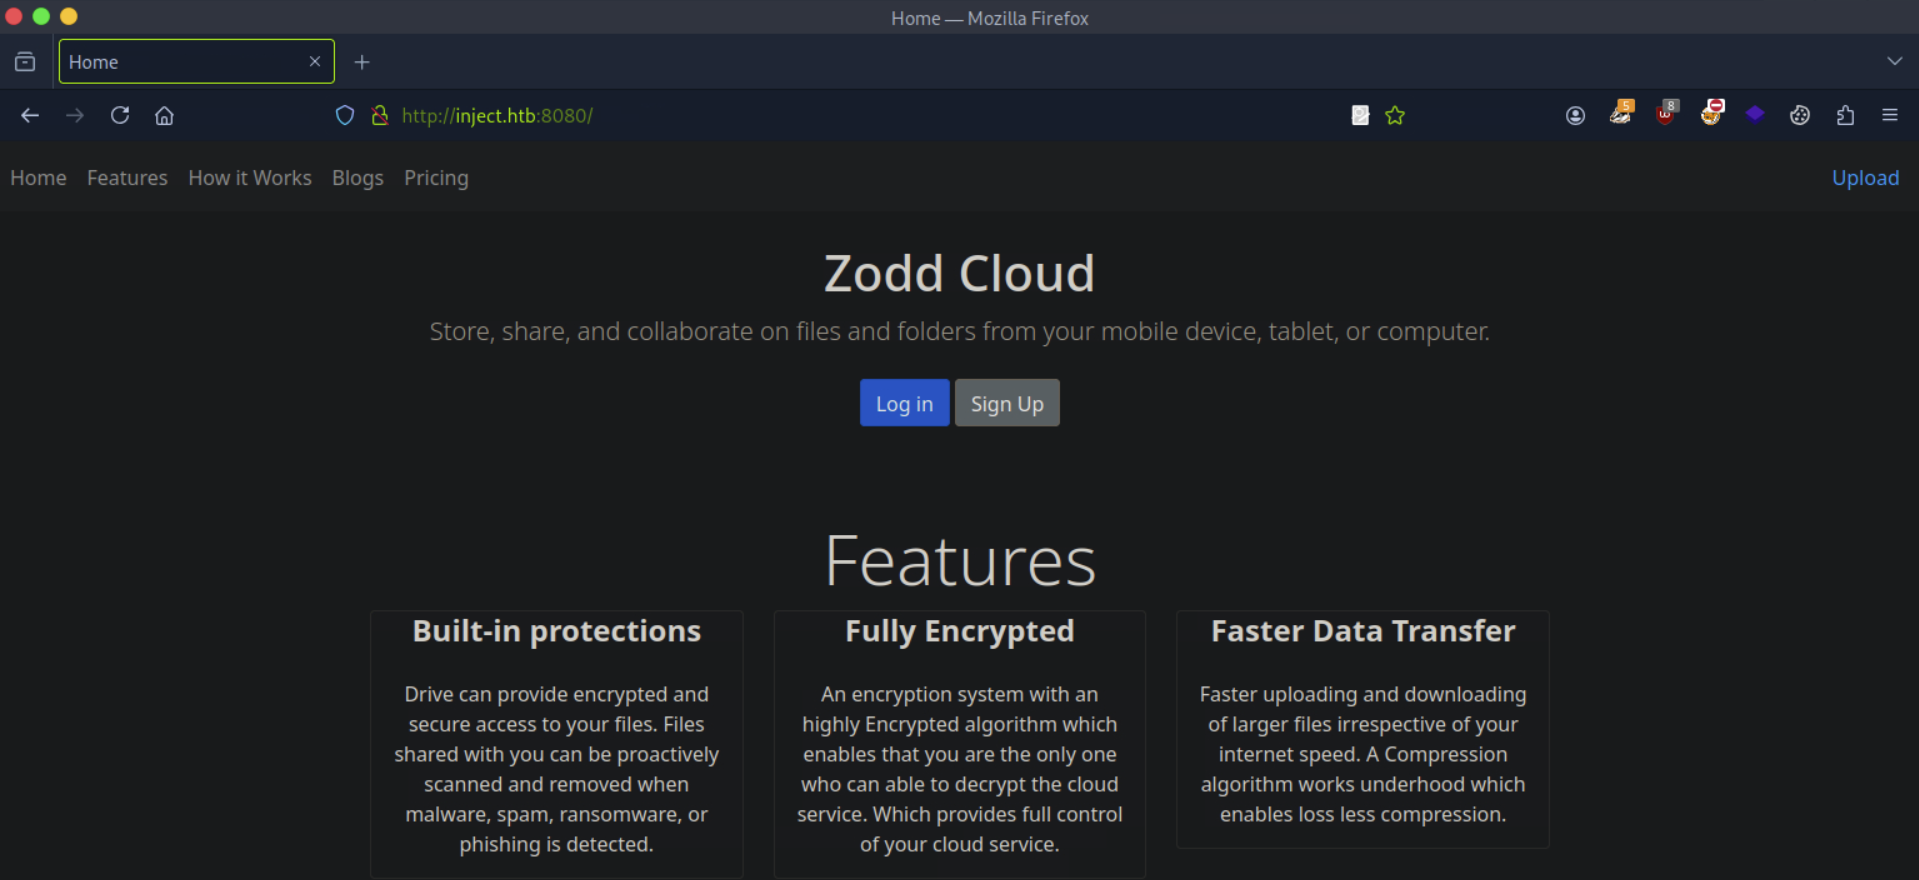 Home — Mozilla Firefox
Home
http://inject.htb:8080/
5
8
Home Features How it Works Blogs Pricing Upload
Zodd Cloud
Store, share, and collaborate on files and folders from your mobile device, tablet, or computer.
Log in Sign Up
Features
Built-in protections
Drive can provide encrypted and
secure access to your files. Files
shared with you can be proactively
scanned and removed when
malware, spam, ransomware, or
phishing is detected.
Fully Encrypted
An encryption system with an
highly Encrypted algorithm which
enables that you are the only one
who can able to decrypt the cloud
service. Which provides full control
of your cloud service.
Faster Data Transfer
Faster uploading and downloading
of larger files irrespective of your
internet speed. A Compression
algorithm works underhood which
enables loss less compression.